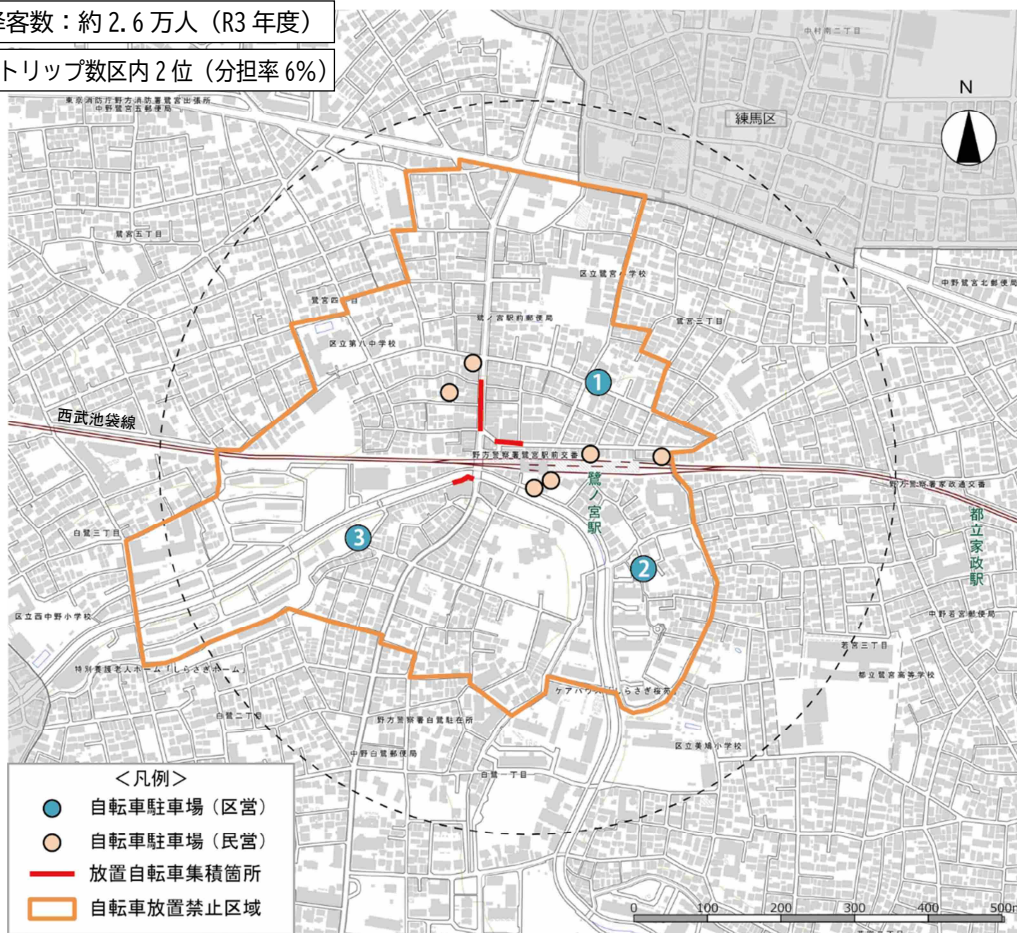 降客数：約2.6万人（R3年度）
トリップ数区内2位（分担率6%）
中村南二丁目
東京消防庁野方消防署鷺宮出張所
中野鷺宮五郵便局
練馬区
N
鷺宮五丁目
区立鷺宮小学校
中野鷺宮北郵便局
鷺宮四丁目
鷺ノ宮駅前郵便局
鷺宮三丁目
区立第八中学校
1
西武池袋線
野方警察署鷺宮駅前交番
野方警察署家政通交番
鷺ノ宮駅
都立家政駅
白鷺三丁目
3
2
区立西中野小学校
中野若宮郵便局
若宮三丁目
特別養護老人ホーム「しらさぎホーム」
都立鷺宮高等学校
ケアハウス「しらさぎ桜苑」
白鷺二丁目
野方警察署白鷺駐在所
区立美鳩小学校
中野白鷺郵便局
白鷺一丁目
＜凡例＞
自転車駐車場（区営）
自転車駐車場（民営）
放置自転車集積箇所
自転車放置禁止区域
0 100 200 300 400 500m